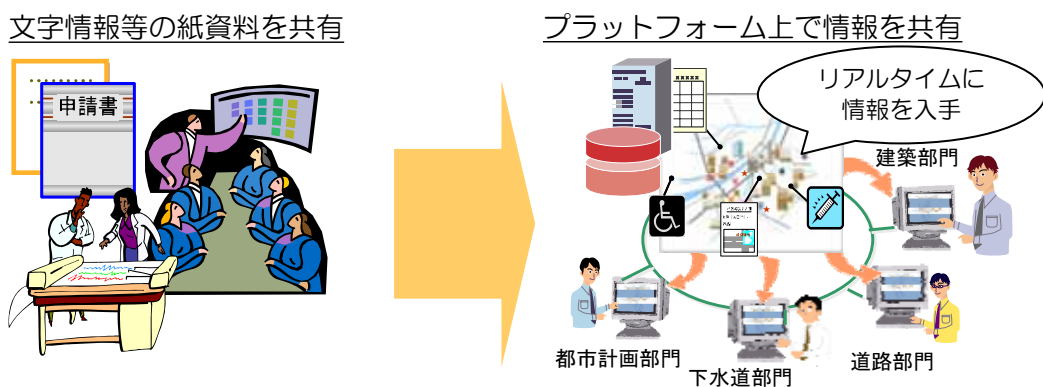 文字情報等の紙資料を共有
申請書
プラットフォーム上で情報を共有
リアルタイムに
情報を入手
建築部門
都市計画部門
下水道部門
道路部門